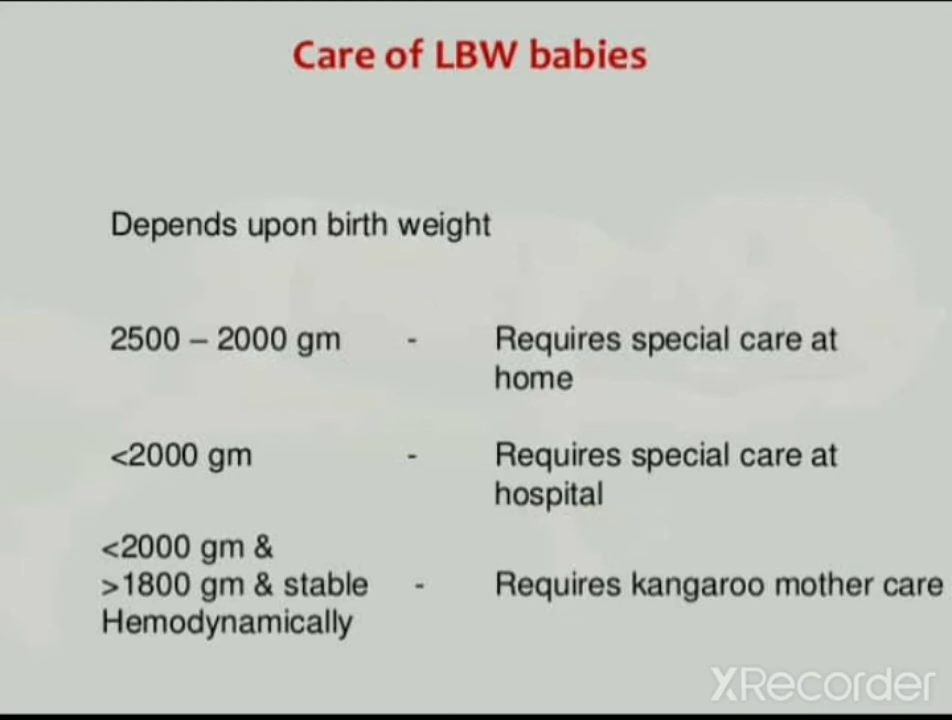 Care of LBW babies
Depends upon birth weight
2500 – 2000 gm - Requires special care at
home
<2000 gm - Requires special care at
hospital
<2000 gm &
>1800 gm & stable - Requires kangaroo mother care
Hemodynamically
XRecorder